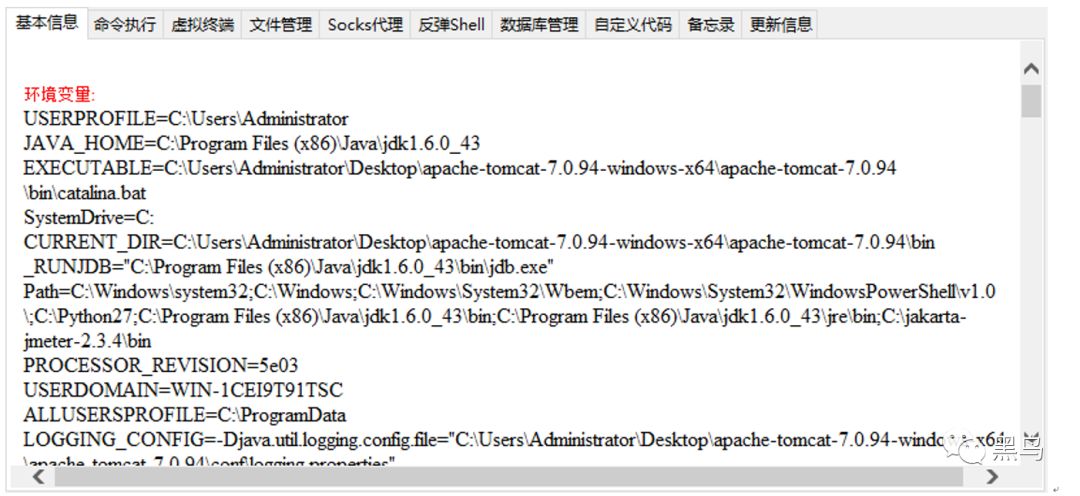 基本信息 命令执行 虚拟终端 文件管理 Socks代理 反弹Shell 数据库管理 自定义代码 备忘录 更新信息
环境变量:
USERPROFILE=C:\Users\Administrator
JAVA_HOME=C:\Program Files (x86)\Java\jdk1.6.0_43
EXECUTABLE=C:\Users\Administrator\Desktop\apache-tomcat-7.0.94-windows-x64\apache-tomcat-7.0.94
\bin\catalina.bat
SystemDrive=C:
CURRENT_DIR=C:\Users\Administrator\Desktop\apache-tomcat-7.0.94-windows-x64\apache-tomcat-7.0.94\bin
_RUNJDB="C:\Program Files (x86)\Java\jdk1.6.0_43\bin\jdb.exe"
Path=C:\Windows\system32;C:\Windows;C:\Windows\System32\Wbem;C:\Windows\System32\WindowsPowerShell\v1.0
\;C:\Python27;C:\Program Files (x86)\Java\jdk1.6.0_43\bin;C:\Program Files (x86)\Java\jdk1.6.0_43\jre\bin;C:\jakarta-
jmeter-2.3.4\bin
PROCESSOR_REVISION=5e03
USERDOMAIN=WIN-1CEI9T91TSC
ALLUSERSPROFILE=C:\ProgramData
LOGGING_CONFIG=-Djava.util.logging.config.file="C:\Users\Administrator\Desktop\apache-tomcat-7.0.94-windows-x64
\apache-tomcat-7.0.94\conf\logging.properties"
黑鸟